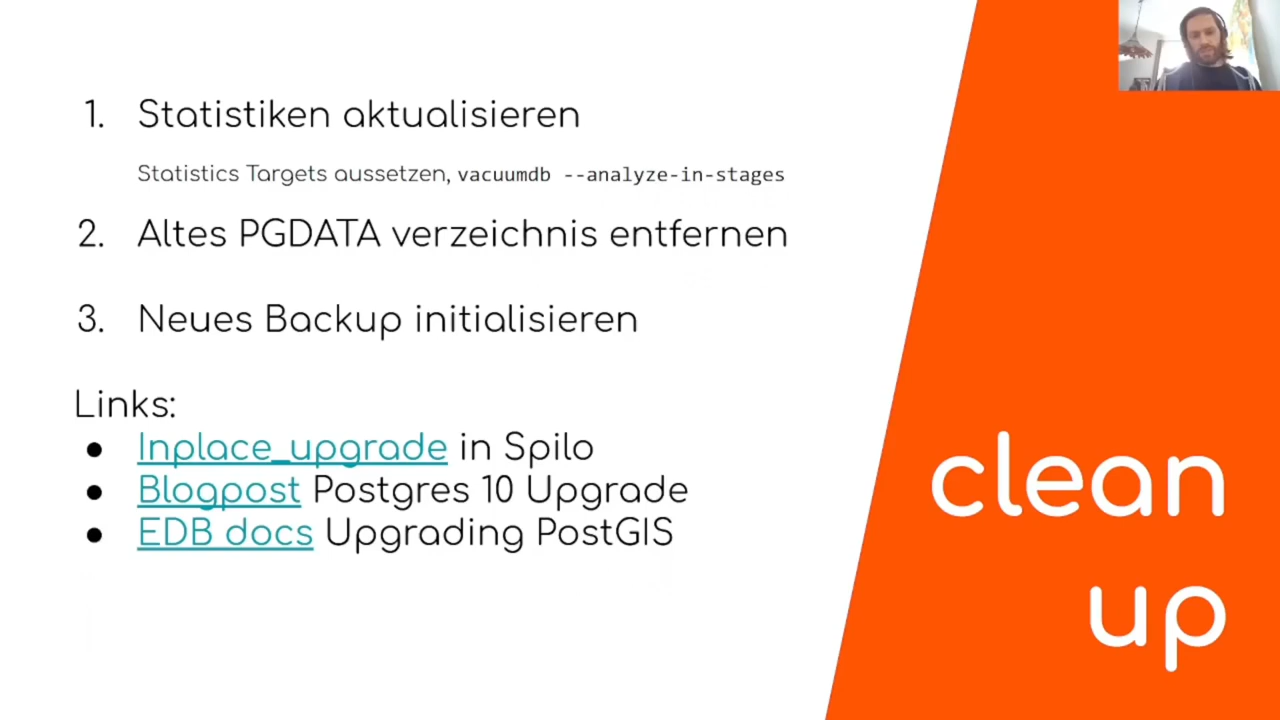 1. Statistiken aktualisieren
Statistics Targets aussetzen, vacuumdb --analyze-in-stages
2. Altes PGDATA verzeichnis entfernen
3. Neues Backup initialisieren
Links:
● Inplace_upgrade in Spilo
● Blogpost Postgres 10 Upgrade
● EDB docs Upgrading PostGIS
clean
up